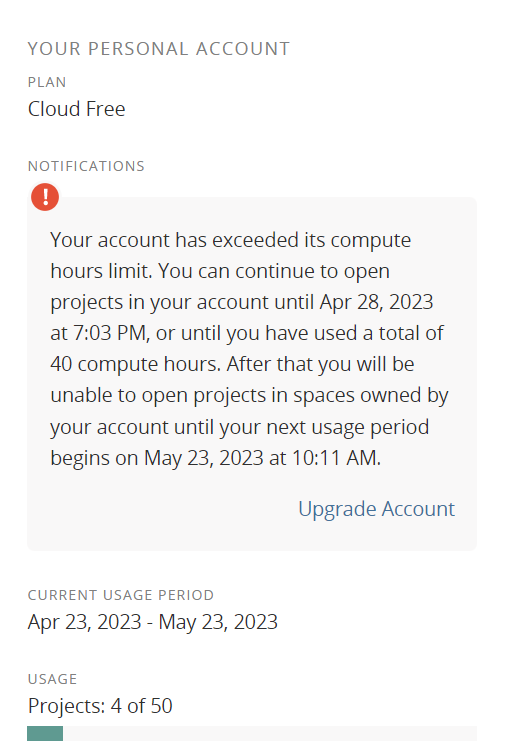 YOUR PERSONAL ACCOUNT
PLAN
Cloud Free
NOTIFICATIONS
!
Your account has exceeded its compute
hours limit. You can continue to open
projects in your account until Apr 28, 2023
at 7:03 PM, or until you have used a total of
40 compute hours. After that you will be
unable to open projects in spaces owned by
your account until your next usage period
begins on May 23, 2023 at 10:11 AM.
Upgrade Account
CURRENT USAGE PERIOD
Apr 23, 2023 - May 23, 2023
USAGE
Projects: 4 of 50